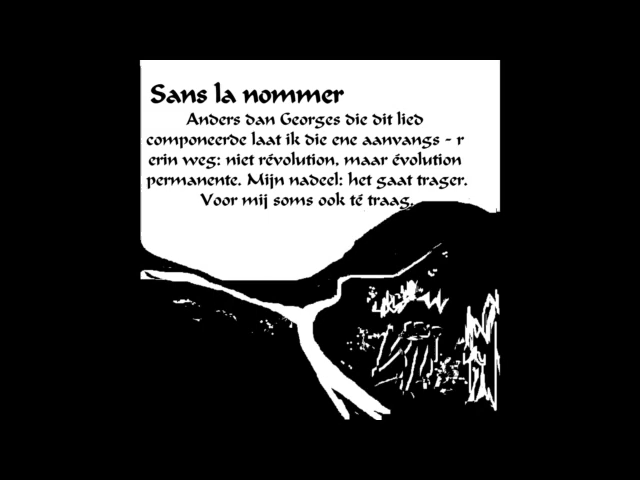 Sans la nommer
Anders dan Georges die dit lied
componeerde laat ik die ene aanvangs - r
erin weg: niet révolution, maar évolution
permanente. Mijn nadeel: het gaat trager.
Voor mij soms ook té traag.